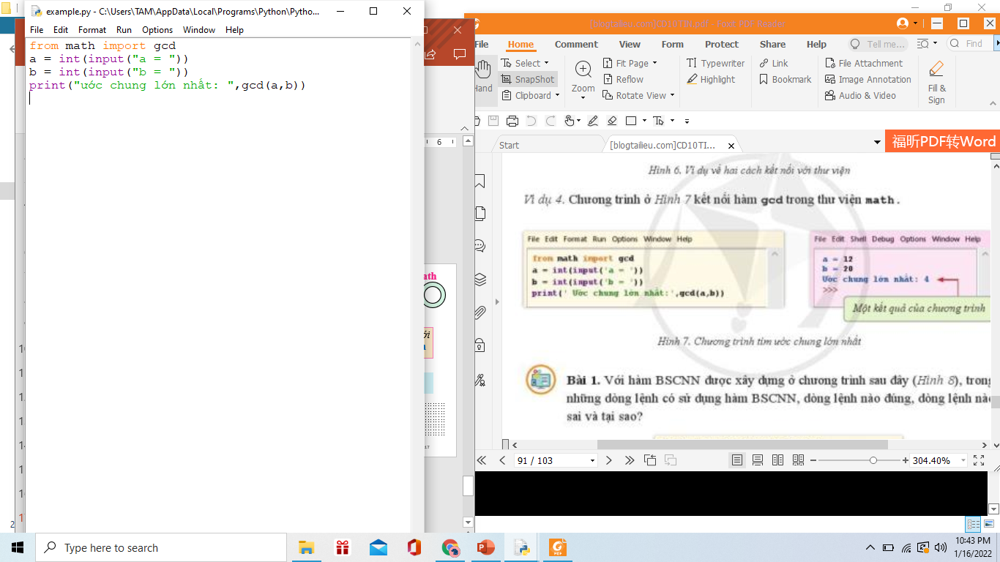 example.py - C:\Users\TAM\AppData\Local\Programs\Python\Pytho...
File Edit Format Run Options Window Help
from math import gcd
a = int(input("a = "))
b = int(input("b = "))
print("ước chung lớn nhất: ",gcd(a,b))
6
ath
ới
17
2
[blogtailieu.com]CD10TIN.pdf - Foxit PDF Reader
File Home Comment View Form Protect Share Help Tell me... Find
Hand
Select
SnapShot
Clipboard
Zoom
Fit Page
Reflow
Rotate View
Typewriter
Highlight
Link
Bookmark
File Attachment
Image Annotation
Audio & Video
Fill &
Sign
Start
[blogtailieu.com]CD10TI...
福昕PDF转Word
Hình 6. Ví dụ về hai cách kết nối với thư viện
Ví dụ 4. Chương trình ở Hình 7 kết nối hàm gcd trong thư viện math.
File Edit Format Run Options Window Help
from math import gcd
a = int(input('a = '))
b = int(input('b = '))
print(' Ước chung lớn nhất:',gcd(a,b))
File Edit Shell Debug Options Window Help
a = 12
b = 20
Ước chung lớn nhất: 4
>>>
Một kết quả của chương trình
Hình 7. Chương trình tìm ước chung lớn nhất
Bài 1. Với hàm BSCNN được xây dựng ở chương trình sau đây (Hình 8), trong
những dòng lệnh có sử dụng hàm BSCNN, dòng lệnh nào đúng, dòng lệnh nào
sai và tại sao?
91 / 103
304.40%
Type here to search
10:43 PM
1/16/2022